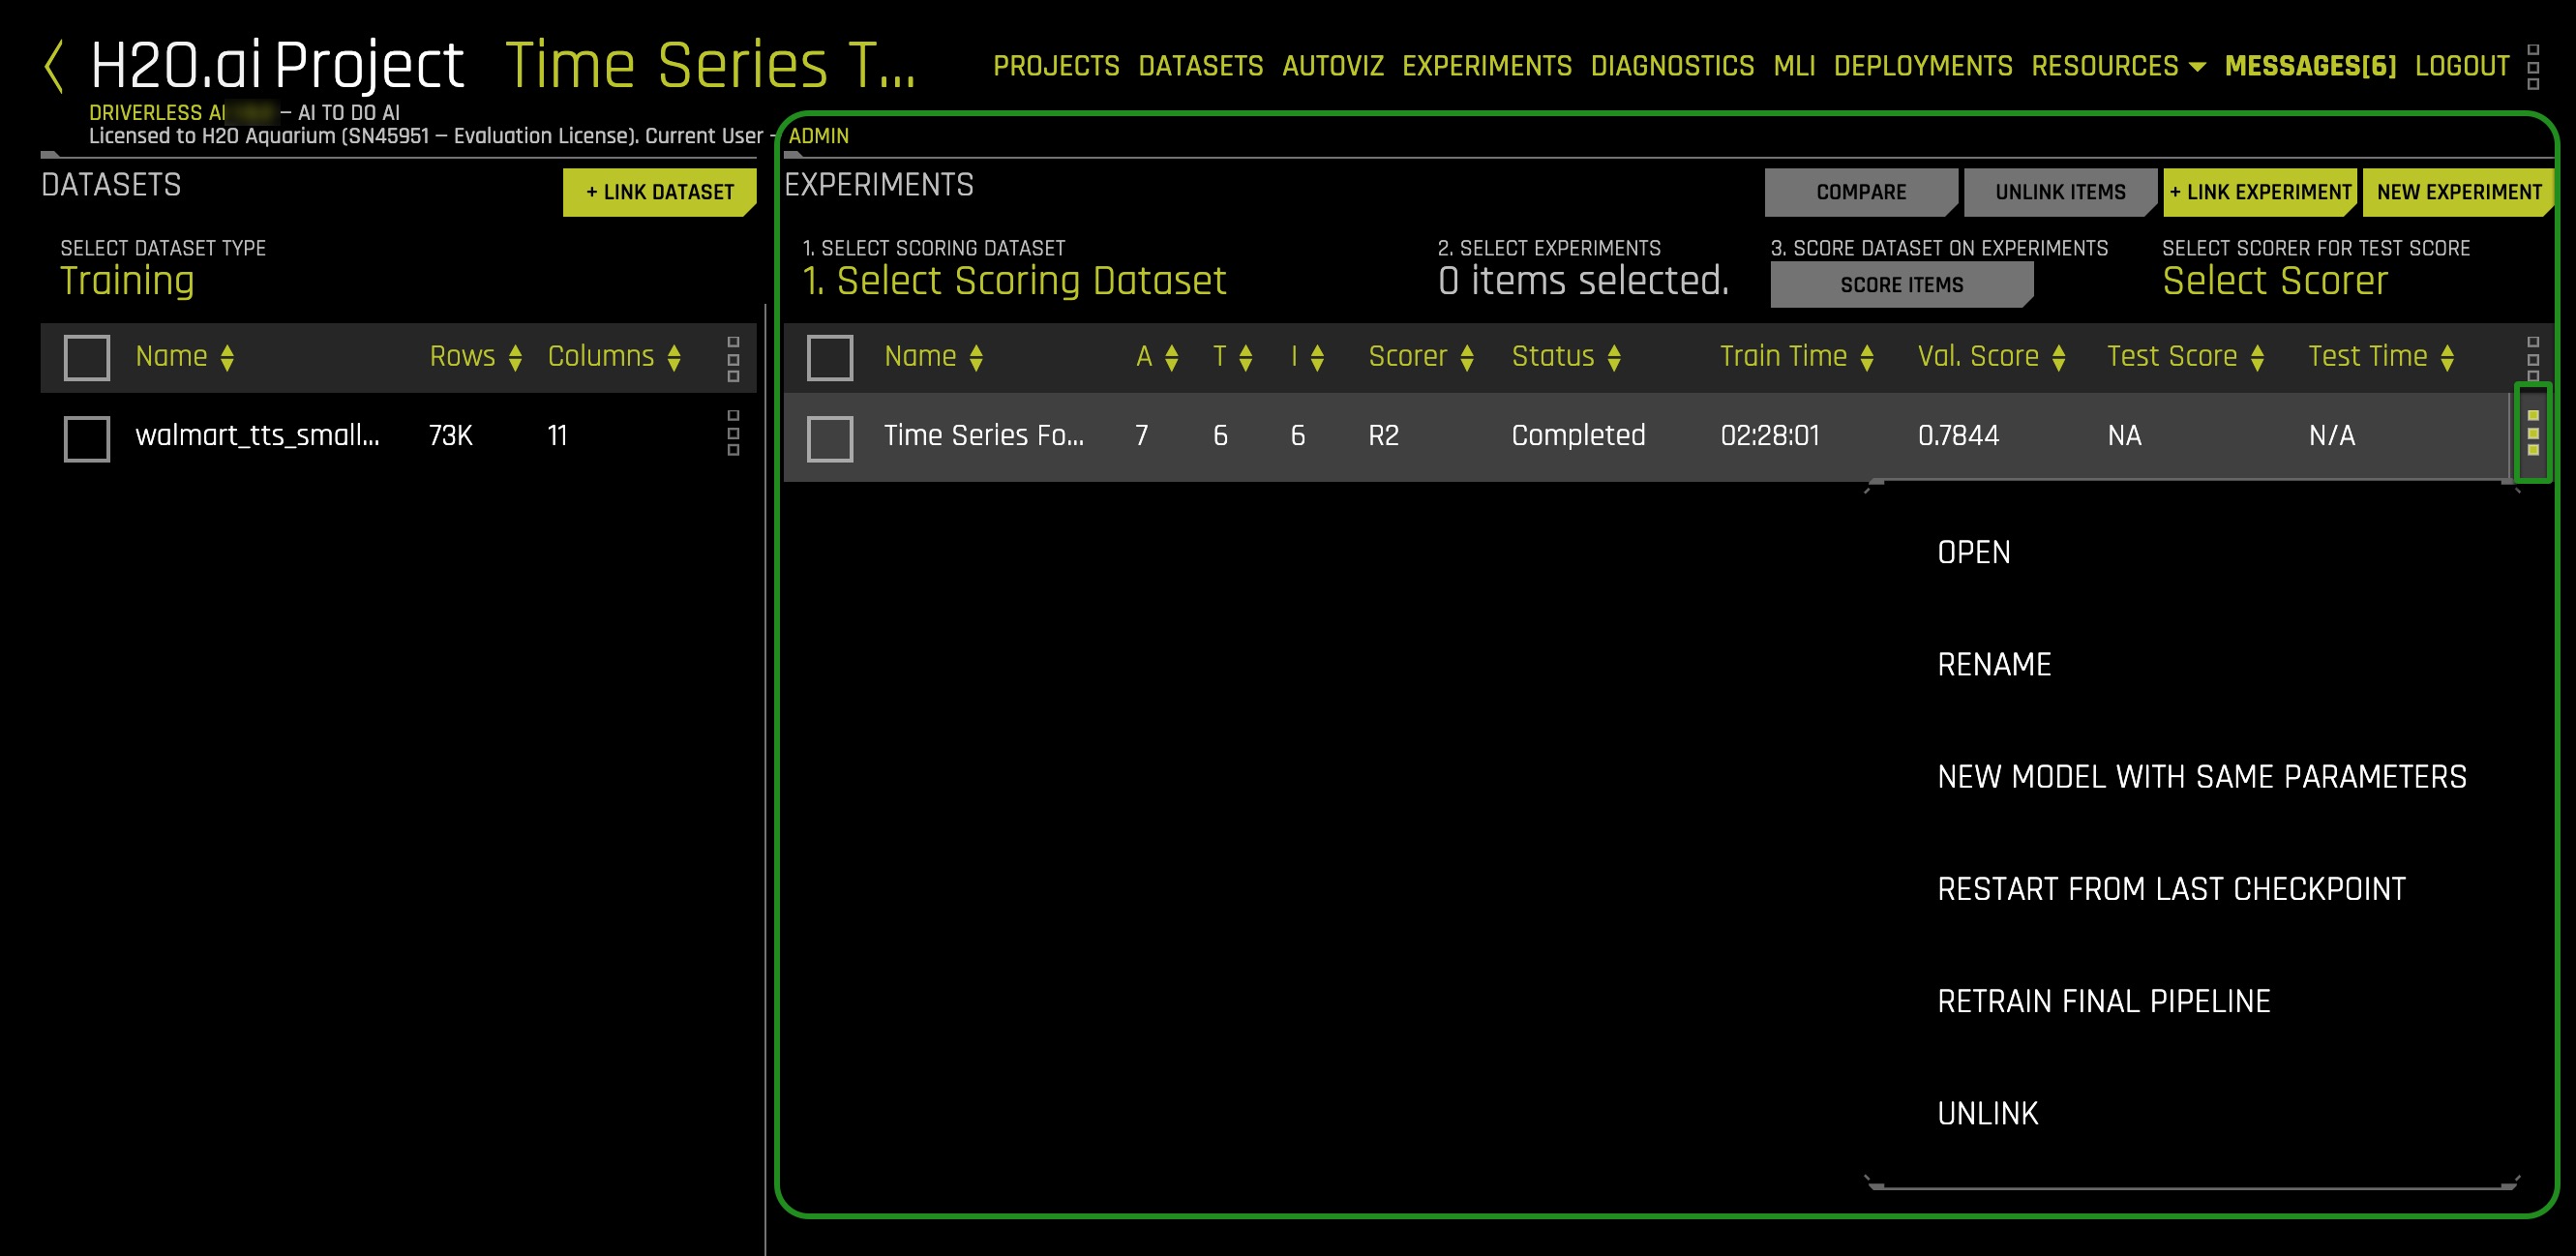 H2O.ai Project Time Series T...
PROJECTS DATASETS AUTOVIZ EXPERIMENTS DIAGNOSTICS MLI DEPLOYMENTS RESOURCES MESSAGES[6] LOGOUT
DRIVERLESS AI – AI TO DO AI
Licensed to H2O Aquarium (SN45951 – Evaluation License). Current User - ADMIN
DATASETS
+ LINK DATASET
SELECT DATASET TYPE
Training
Name Rows Columns
walmart_tts_small... 73K 11
EXPERIMENTS
COMPARE UNLINK ITEMS + LINK EXPERIMENT NEW EXPERIMENT
1. SELECT SCORING DATASET 2. SELECT EXPERIMENTS 3. SCORE DATASET ON EXPERIMENTS SELECT SCORER FOR TEST SCORE
1. Select Scoring Dataset 0 items selected. SCORE ITEMS Select Scorer
Name A T I Scorer Status Train Time Val. Score Test Score Test Time
Time Series Fo... 7 6 6 R2 Completed 02:28:01 0.7844 NA N/A
OPEN
RENAME
NEW MODEL WITH SAME PARAMETERS
RESTART FROM LAST CHECKPOINT
RETRAIN FINAL PIPELINE
UNLINK